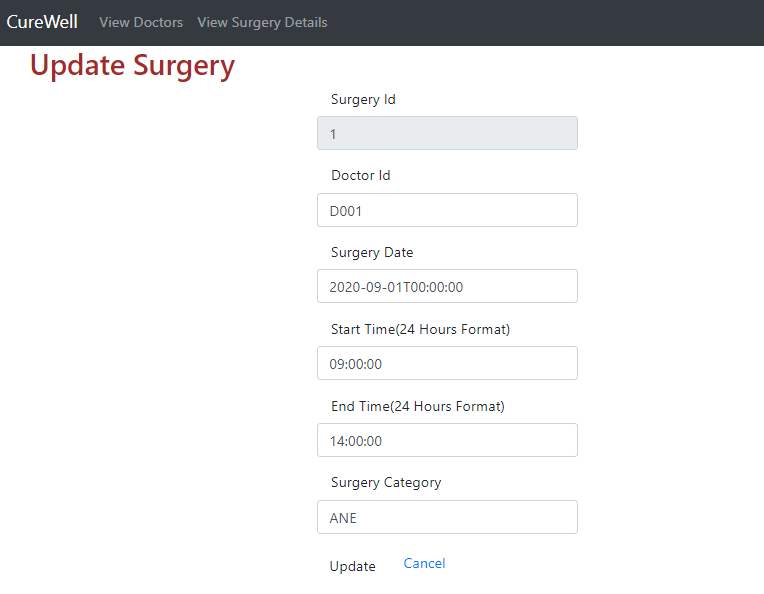 CureWell View Doctors View Surgery Details
Update Surgery
Surgery Id
1
Doctor Id
D001
Surgery Date
2020-09-01T00:00:00
Start Time(24 Hours Format)
09:00:00
End Time(24 Hours Format)
14:00:00
Surgery Category
ANE
Update Cancel